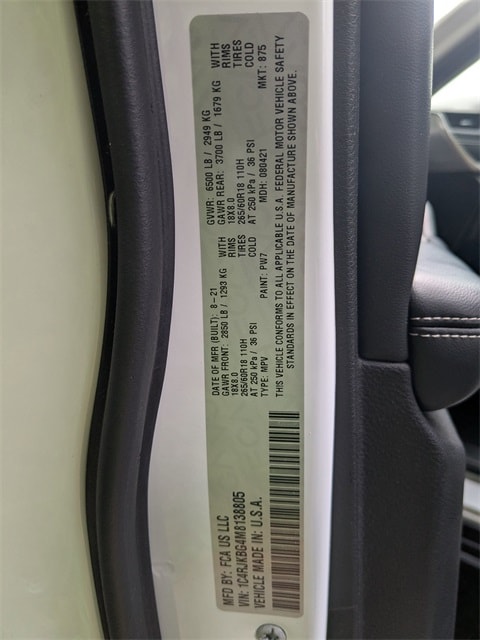 MFD BY: FCA US LLC
DATE OF MFR (BUILT): 8-21
GVWR: 6500 LB / 2949 KG
GAWR FRONT: 2850 LB / 1293 KG WITH
GAWR REAR: 3700 LB / 1679 KG WITH
18X8.0 RIMS
18X8.0 RIMS
265/60R18 110H TIRES
265/60R18 110H TIRES
AT 250 kPa / 36 PSI COLD
AT 250 kPa / 36 PSI COLD
TYPE: MPV PAINT: PW7 MDH: 080421 MKT: 875
THIS VEHICLE CONFORMS TO ALL APPLICABLE U.S.A. FEDERAL MOTOR VEHICLE SAFETY
STANDARDS IN EFFECT ON THE DATE OF MANUFACTURE SHOWN ABOVE.
VIN: 1C4RJKBG4M8138805
VEHICLE MADE IN: U.S.A.